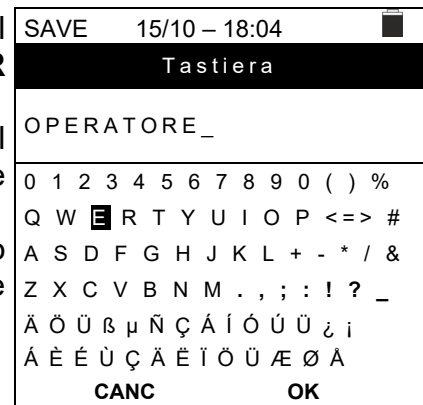 SAVE 15/10 – 18:04
Tastiera
OPERATORE_
0 1 2 3 4 5 6 7 8 9 0 ( ) %
Q W E R T Y U I O P < = > #
A S D F G H J K L + - * / &
Z X C V B N M . , ; : ! ? _
Ä Ö Ü ß µ Ñ Ç Á Í Ó Ú Ü ¿ ¡
Á È É Ù Ç Ä Ë Ï Ö Ü Æ Ø Å
CANC OK